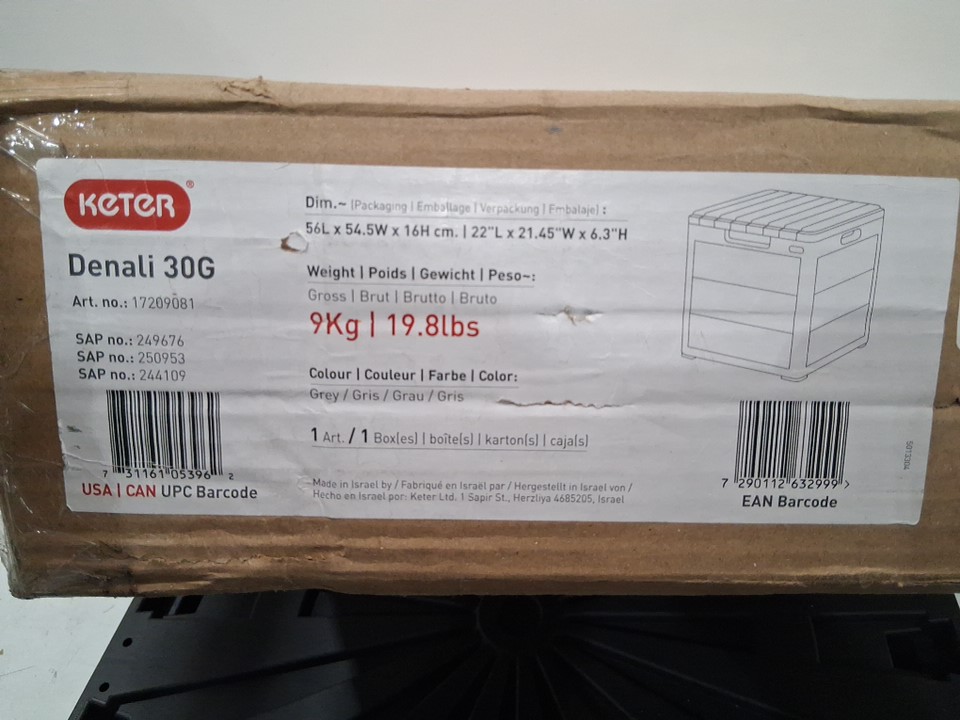 KETER®
Denali 30G
Art. no.: 17209081
SAP no.: 249676
SAP no.: 250953
SAP no.: 244109
7 31161 05396 2
USA | CAN UPC Barcode
Dim.~ (Packaging | Emballage | Verpackung | Embalaje) :
56L x 54.5W x 16H cm. | 22"L x 21.45"W x 6.3"H
Weight | Poids | Gewicht | Peso~:
Gross | Brut | Brutto | Bruto
9Kg | 19.8lbs
Colour | Couleur | Farbe | Color:
Grey / Gris / Grau / Gris
1 Art. / 1 Box(es) | boîte(s) | karton(s) | caja(s)
Made in Israel by / Fabriqué en Israël par / Hergestellt in Israel von /
Hecho en Israel por: Keter Ltd. 1 Sapir St., Herzliya 4685205, Israel
7 290112 632999 >
EAN Barcode